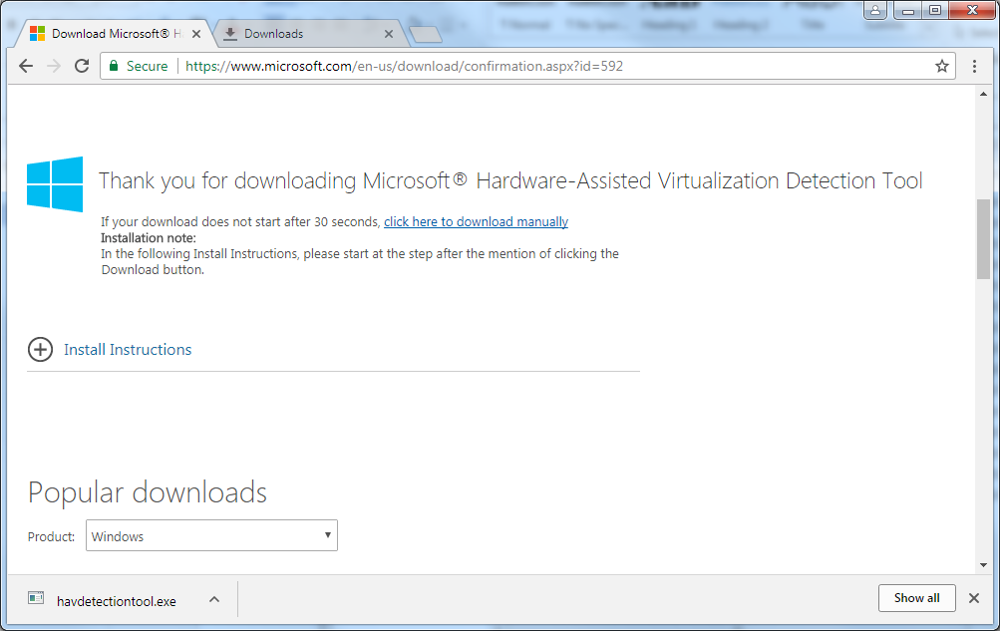 Download Microsoft® H
Downloads
Secure
https://www.microsoft.com/en-us/download/confirmation.aspx?id=592
Thank you for downloading Microsoft® Hardware-Assisted Virtualization Detection Tool
If your download does not start after 30 seconds, click here to download manually
Installation note:
In the following Install Instructions, please start at the step after the mention of clicking the
Download button.
Install Instructions
Popular downloads
Product:
Windows
havdetectiontool.exe
Show all